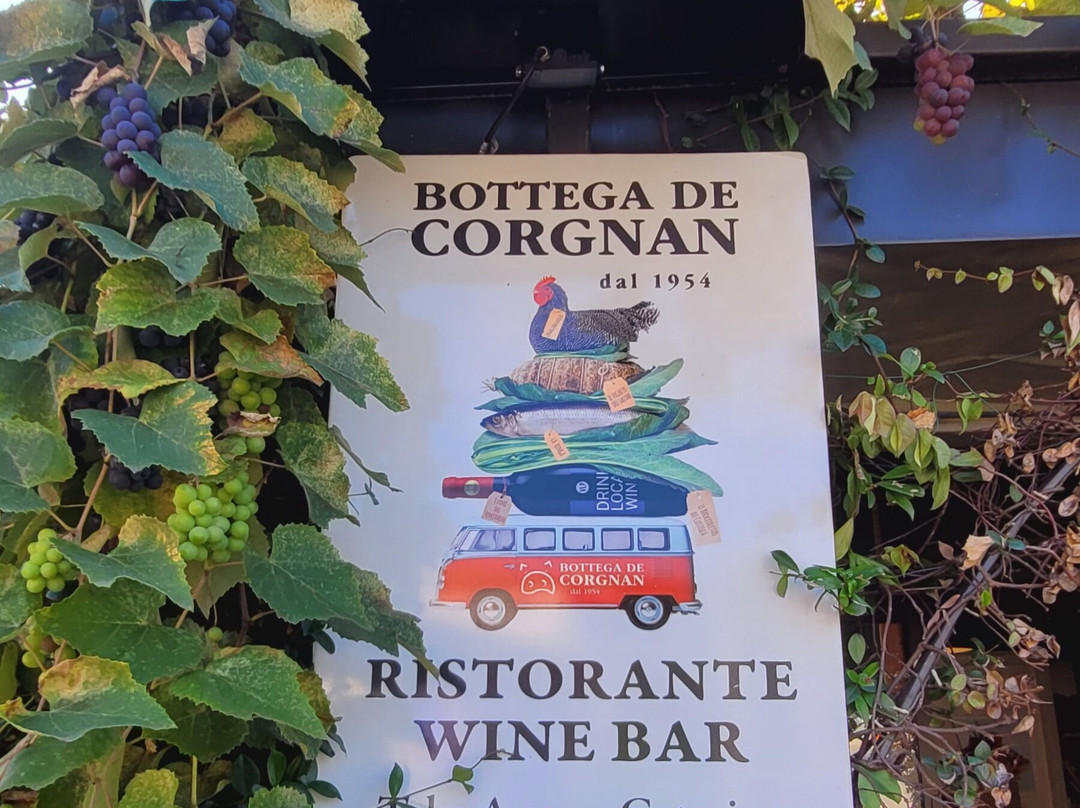 BOTTEGA DE
CORGNAN
dal 1954
DRINK
LOCAL
WINE
BOTTEGA DE
CORGNAN
dal 1954
RISTORANTE
WINE BAR